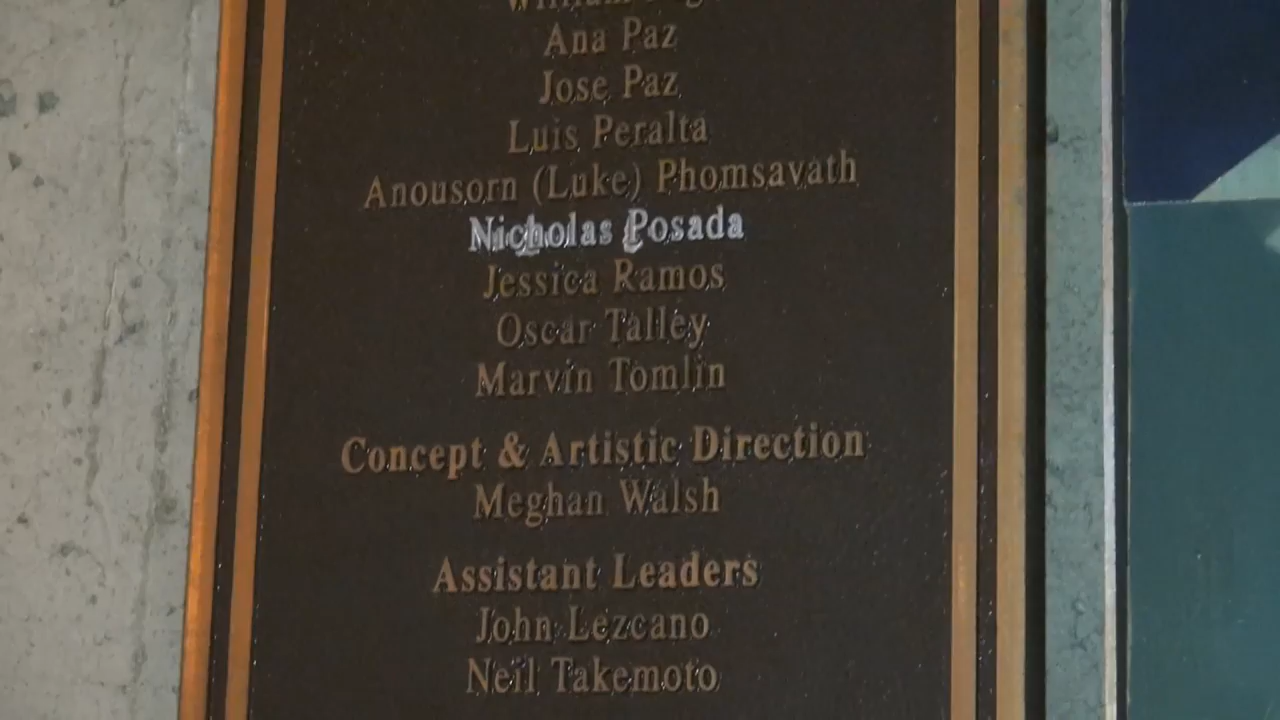 William
Ana Paz
Jose Paz
Luis Peralta
Anousorn (Luke) Phomsavath
Nicholas Posada
Jessica Ramos
Oscar Talley
Marvin Tomlin
Concept & Artistic Direction
Meghan Walsh
Assistant Leaders
John Lezcano
Neil Takemoto